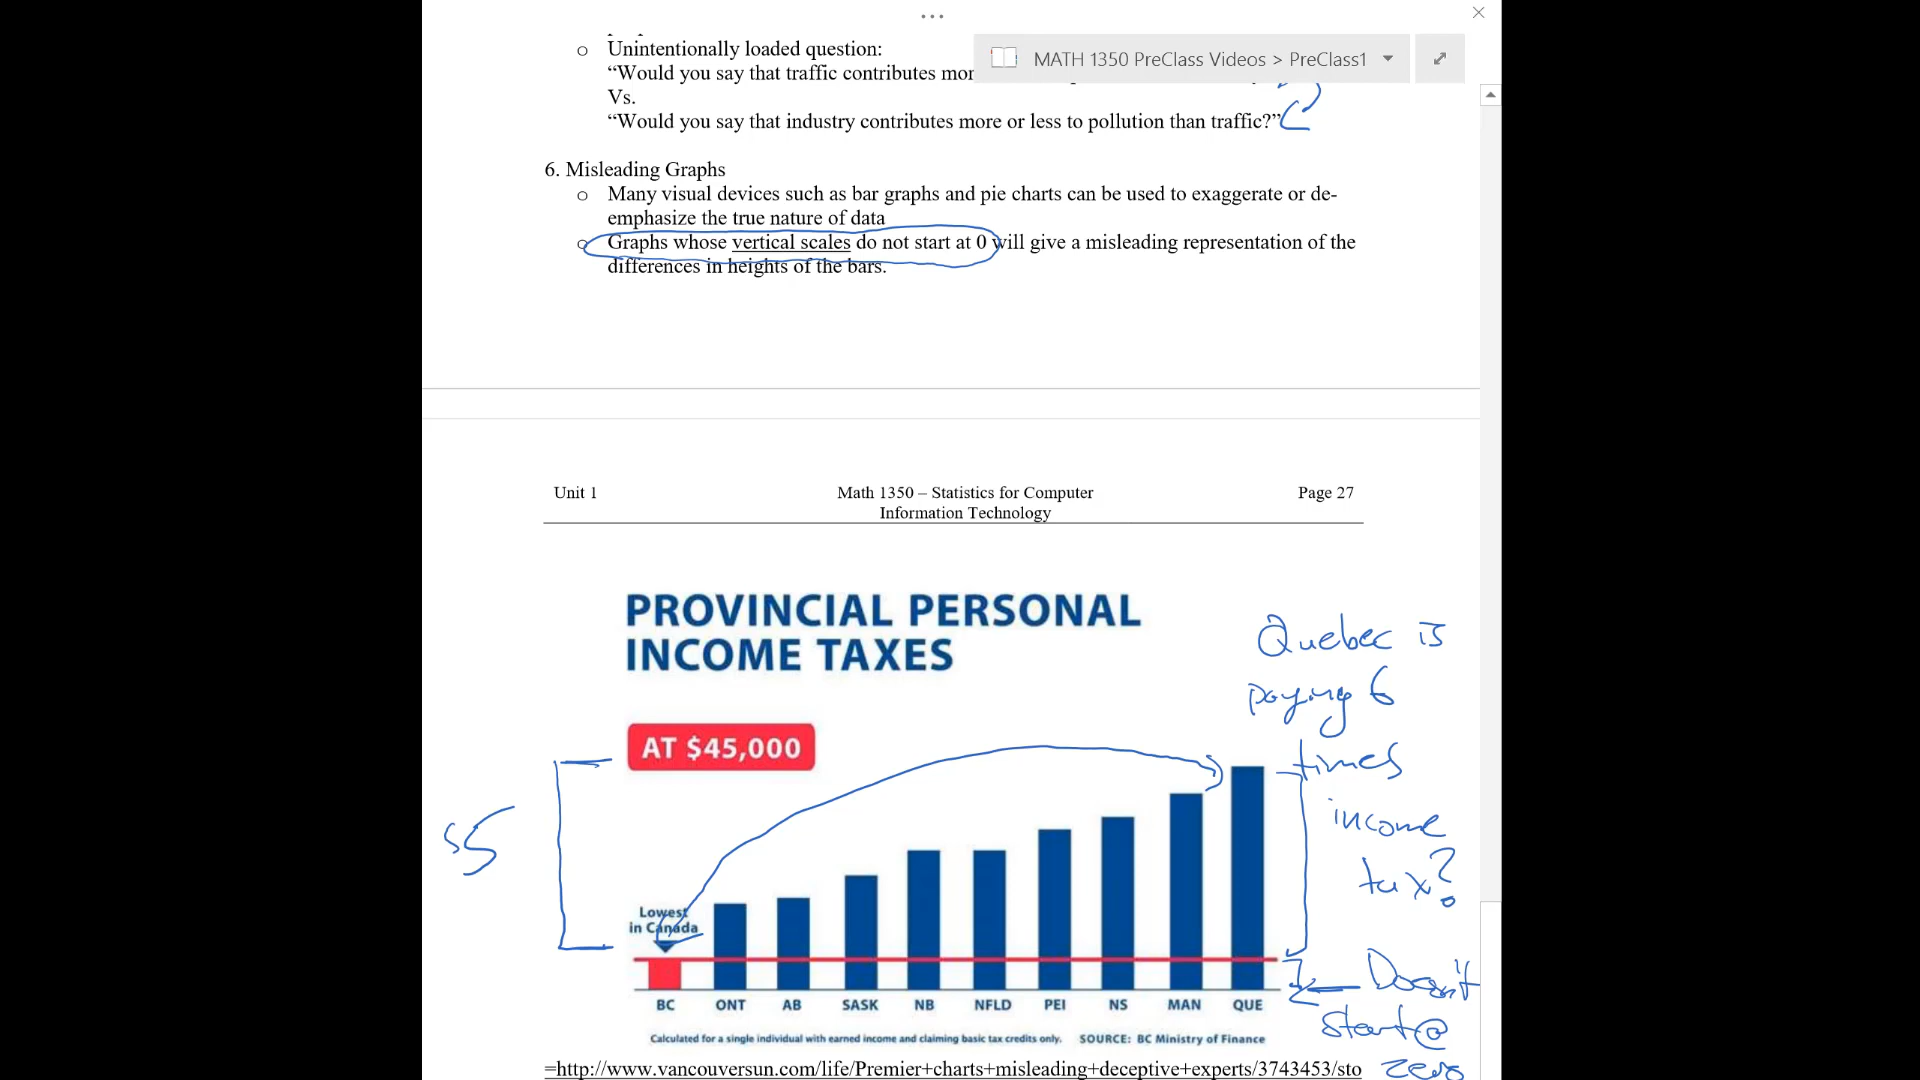 Unintentionally loaded question:
MATH 1350 PreClass Videos > PreClass1
“Would you say that traffic contributes mor
Vs.
“Would you say that industry contributes more or less to pollution than traffic?”
6. Misleading Graphs
o Many visual devices such as bar graphs and pie charts can be used to exaggerate or de-
emphasize the true nature of data
o Graphs whose vertical scales do not start at 0 will give a misleading representation of the
differences in heights of the bars.
Unit 1
Math 1350 – Statistics for Computer
Information Technology
Page 27
PROVINCIAL PERSONAL
INCOME TAXES
AT $45,000
Quebec is
paying 6
times
income
tax?
Lowest
in Canada
BC ONT AB SASK NB NFLD PEI NS MAN QUE
Doesn't
start@
zero
Calculated for a single individual with earned income and claiming basic tax credits only. SOURCE: BC Ministry of Finance
=http://www.vancouversun.com/life/Premier+charts+misleading+deceptive+experts/3743453/sto